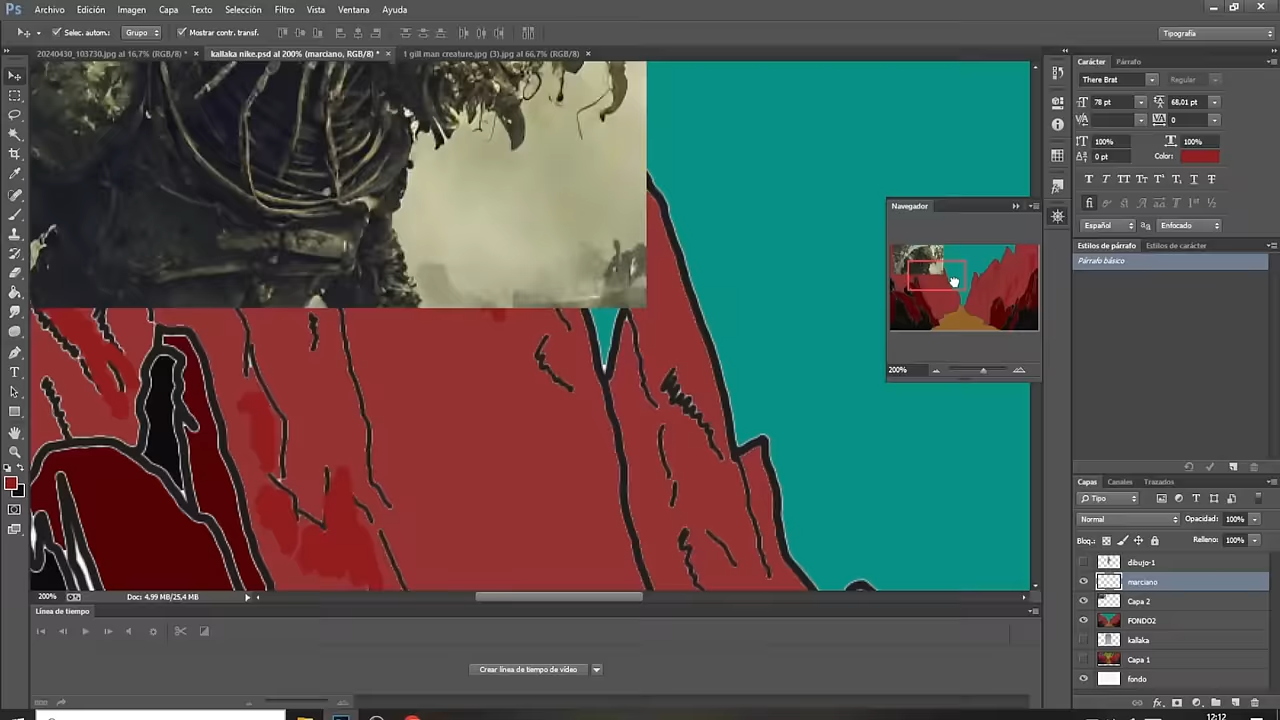 Ps Archivo Edición Imagen Capa Texto Selección Filtro Vista Ventana Ayuda
Selec. autom.: Grupo Mostrar contr. transf. Tipografía
20240430_103730.jpg al 16,7% (RGB/8) * × kallaka nike.psd al 200% (marciano, RGB/8) * × 1 gill man creature.jpg (3).jpg al 66,7% (RGB/8) ×
Carácter Párrafo
There Brat Regular
78 pt 68,01 pt
0
100% 100%
0 pt Color:
Español Enfocado
Estilos de párrafo Estilos de carácter
Párrafo básico
Navegador
200%
Capas Canales Trazados
Tipo
Normal Opacidad: 100%
Bloq.: Relleno: 100%
dibujo-1
marciano
Capa 2
FONDO2
kallaka
Capa 1
fondo
200% Doc: 4,99 MB/25,4 MB
Línea de tiempo
Crear línea de tiempo de vídeo
12:12